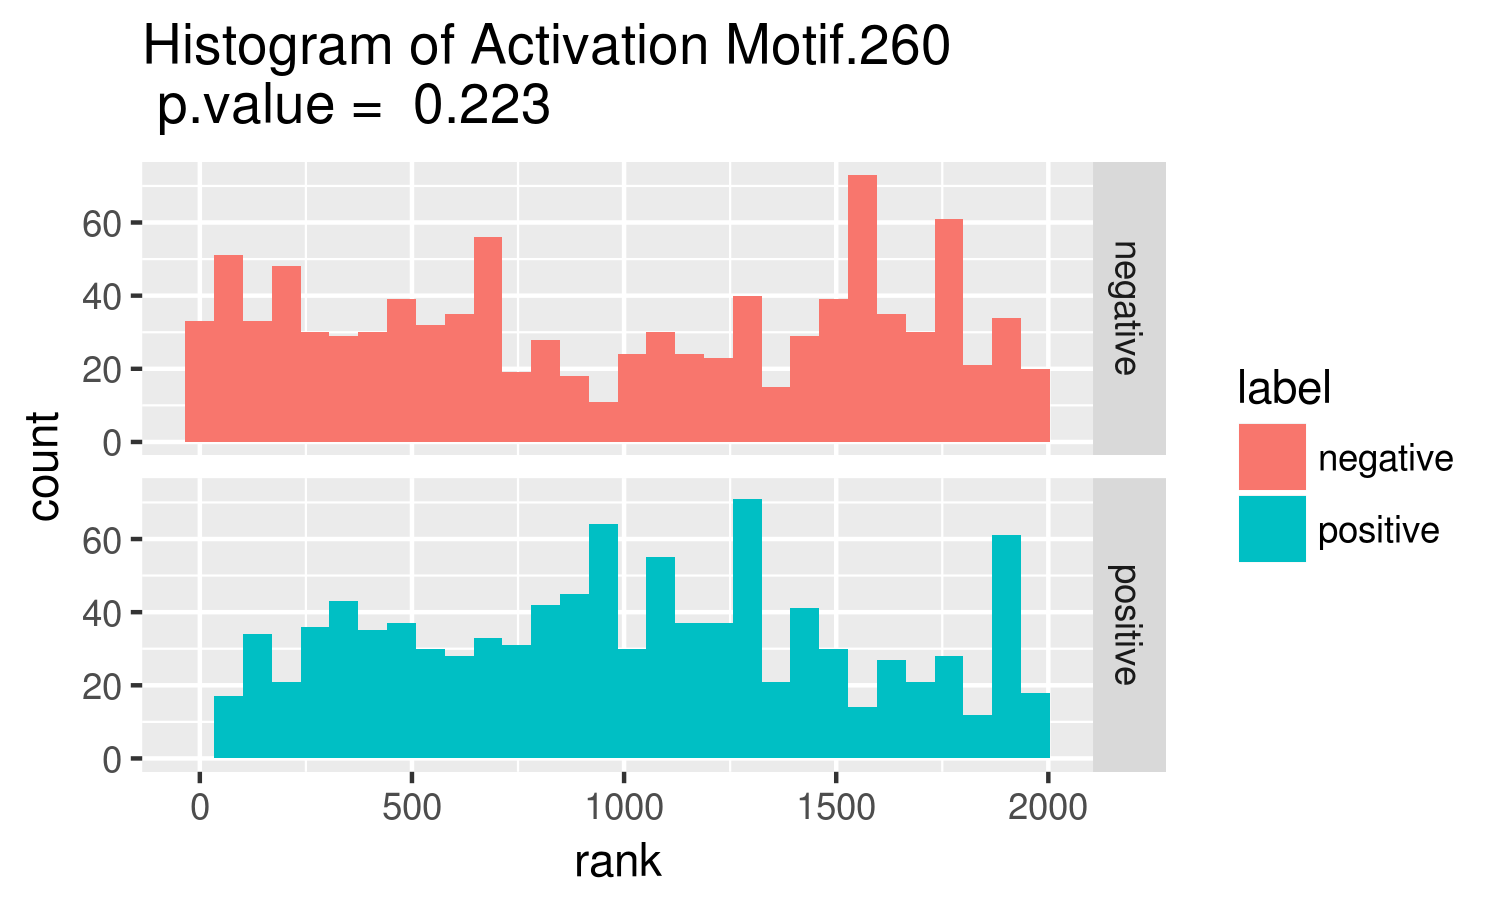 Histogram of Activation Motif.260
p.value = 0.223
60
40
20
0
negative
60
40
20
0
positive
count
0 500 1000 1500 2000
rank
label
negative
positive